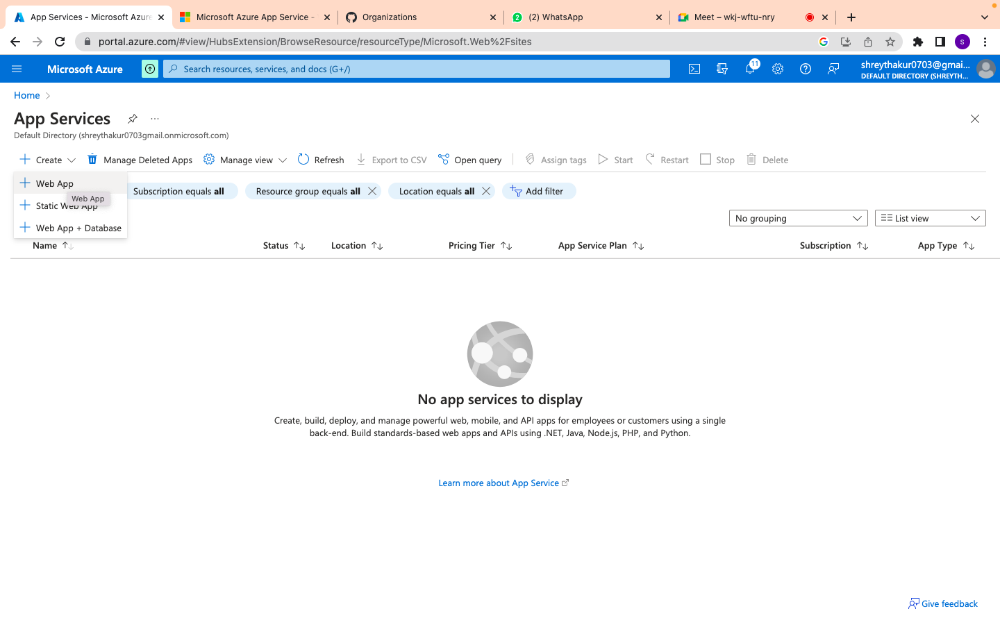 App Services - Microsoft Azure
Microsoft Azure App Service -
Organizations
(2) WhatsApp
Meet – wkj-wftu-nry
portal.azure.com/#view/HubsExtension/BrowseResource/resourceType/Microsoft.Web%2Fsites
S
Microsoft Azure
Search resources, services, and docs (G+/)
11
shreythakur0703@gmai...
DEFAULT DIRECTORY (SHREYTH...
Home
App Services
Default Directory (shreythakur0703gmail.onmicrosoft.com)
Create
Manage Deleted Apps
Manage view
Refresh
Export to CSV
Open query
Assign tags
Start
Restart
Stop
Delete
Web App
Web App
Static Web App
Web App + Database
Subscription equals all
Resource group equals all
Location equals all
Add filter
No grouping
List view
Name
Status
Location
Pricing Tier
App Service Plan
Subscription
App Type
No app services to display
Create, build, deploy, and manage powerful web, mobile, and API apps for employees or customers using a single
back-end. Build standards-based web apps and APIs using .NET, Java, Node.js, PHP, and Python.
Learn more about App Service
Give feedback